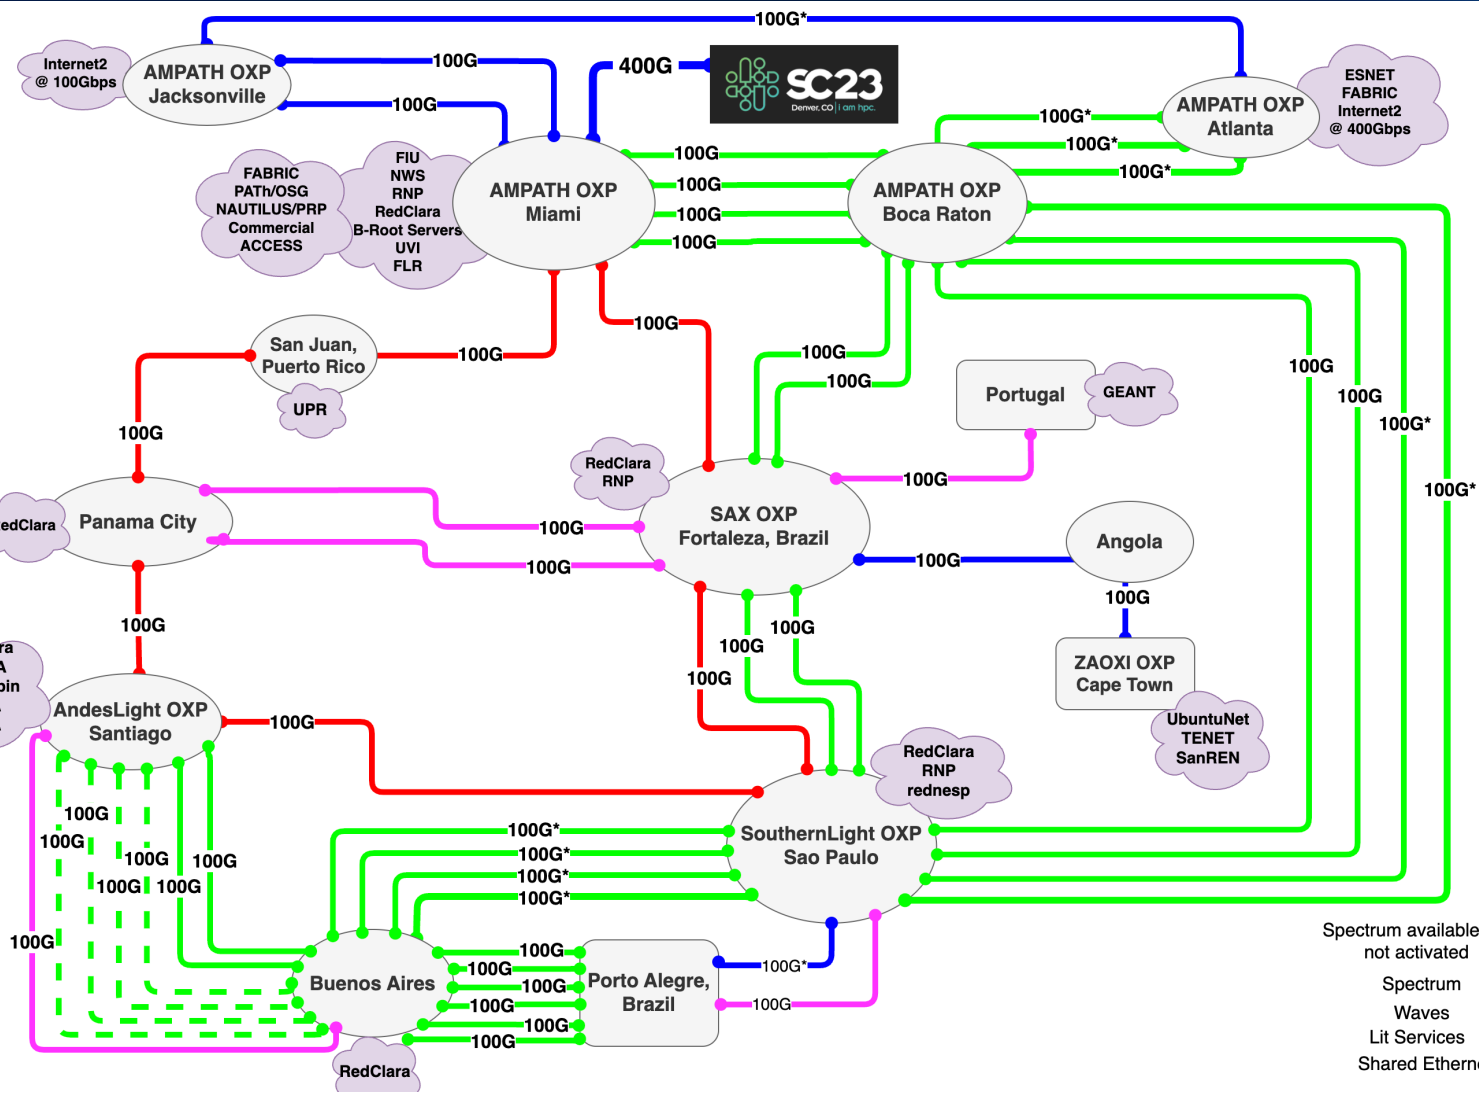 100G*
Internet2
@ 100Gbps
AMPATH OXP
Jacksonville
100G
100G
400G
SC23
Denver, CO | i am hpc.
AMPATH OXP
Atlanta
ESNET
FABRIC
Internet2
@ 400Gbps
100G*
100G*
100G*
FABRIC
PATh/OSG
NAUTILUS/PRP
Commercial
ACCESS
FIU
NWS
RNP
RedClara
B-Root Servers
UVI
FLR
AMPATH OXP
Miami
100G
100G
100G
100G
AMPATH OXP
Boca Raton
San Juan,
Puerto Rico
UPR
100G
100G
100G
100G
100G
100G
100G
100G*
100G*
Portugal
GEANT
100G
100G
RedClara
RNP
SAX OXP
Fortaleza, Brazil
edClara
Panama City
100G
100G
100G
Angola
100G
ZAOXI OXP
Cape Town
UbuntuNet
TENET
SanREN
100G
100G
100G
100G
ra
A
pin
AndesLight OXP
Santiago
100G
RedClara
RNP
rednesp
SouthernLight OXP
Sao Paulo
100G
100G
100G
100G
100G
100G
100G
100G*
100G*
100G*
100G*
Buenos Aires
RedClara
100G
100G
100G
100G
100G
100G
Porto Alegre,
Brazil
100G*
100G
Spectrum available
not activated
Spectrum
Waves
Lit Services
Shared Etherne